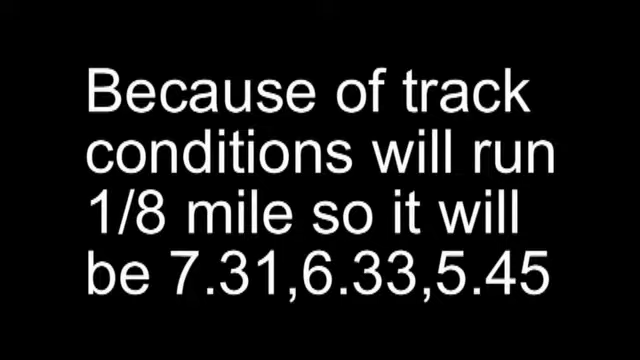 Because of track
conditions will run
1/8 mile so it will
be 7.31,6.33,5.45